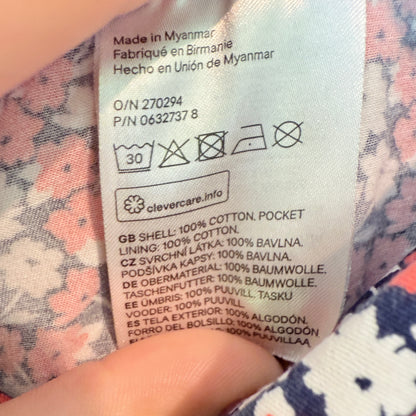 Made in Myanmar
Fabriqué en Birmanie
Hecho en Unión de Myanmar
O/N 270294
P/N 0632737 8
30
clevercare.info
GB SHELL: 100% COTTON. POCKET
LINING: 100% COTTON.
CZ SVRCHNÍ LÁTKA: 100% BAVLNA.
PODŠÍVKA KAPSY: 100% BAVLNA.
DE OBERMATERIAL: 100% BAUMWOLLE.
TASCHENFUTTER: 100% BAUMWOLLE.
EE ÜMBRIS: 100% PUUVILL. TASKU
VOODER: 100% PUUVILL.
ES TELA EXTERIOR: 100% ALGODÓN.
FORRO DEL BOLSILLO: 100% ALGODÓN.
100% PUUVILLAA